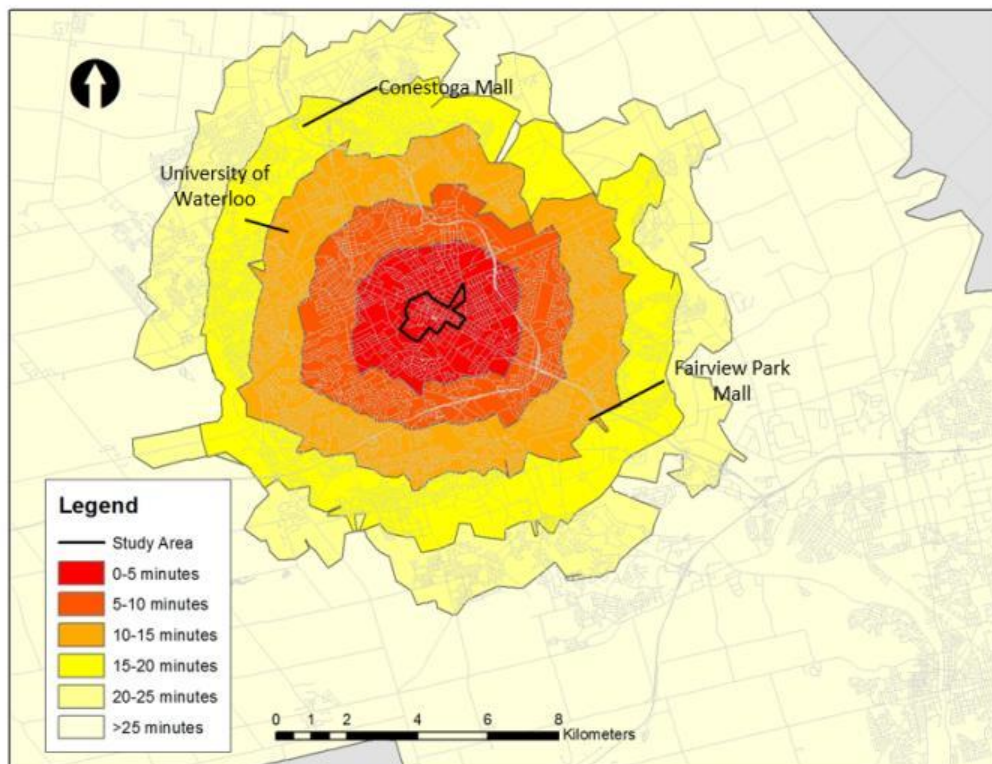 Conestoga Mall
University of
Waterloo
Fairview Park
Mall
Legend
Study Area
0-5 minutes
5-10 minutes
10-15 minutes
15-20 minutes
20-25 minutes
>25 minutes
0 1 2 4 6 8
Kilometers